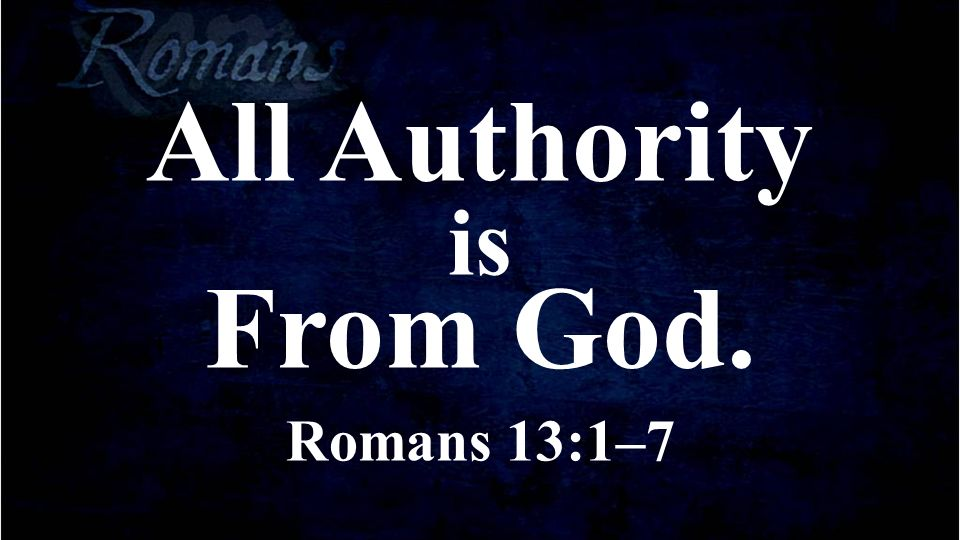 Romans
All Authority
is
From God.
Romans 13:1–7